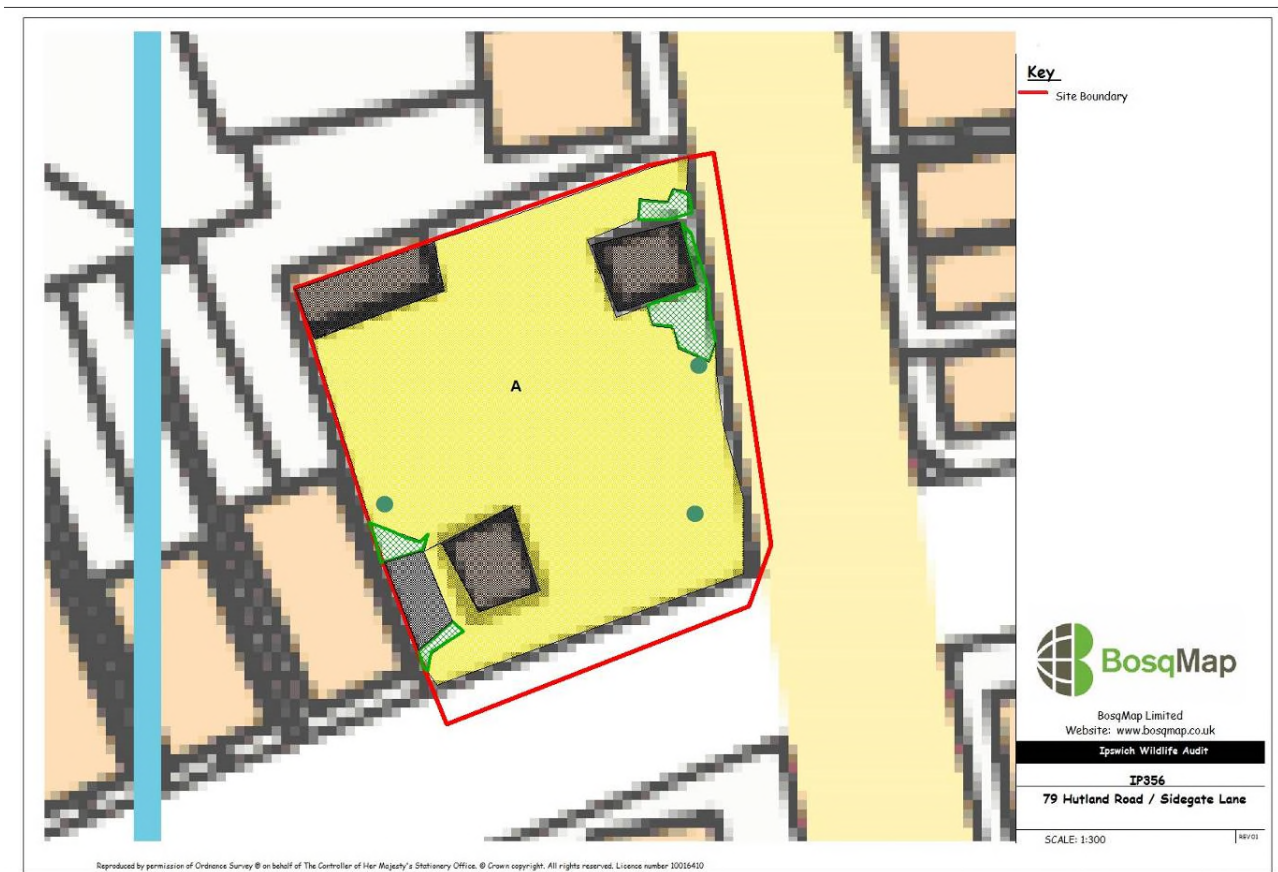 Key
Site Boundary
A
BosqMap
BosqMap Limited
Website: www.bosqmap.co.uk
Ipswich Wildlife Audit
IP356
79 Hutland Road / Sidegate Lane
SCALE: 1:300
REV 01
Reproduced by permission of Ordnance Survey ® on behalf of The Controller of Her Majesty's Stationery Office. © Crown copyright. All rights reserved. Licence number 10016410